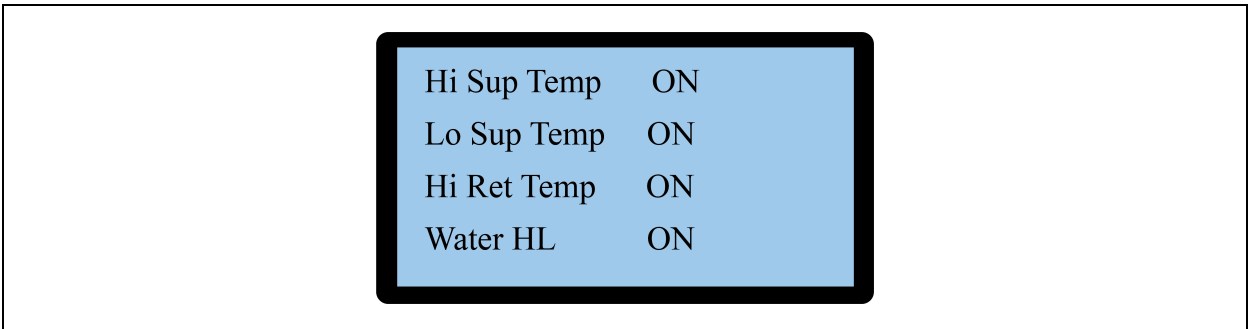 Hi Sup Temp ON
Lo Sup Temp ON
Hi Ret Temp ON
Water HL ON